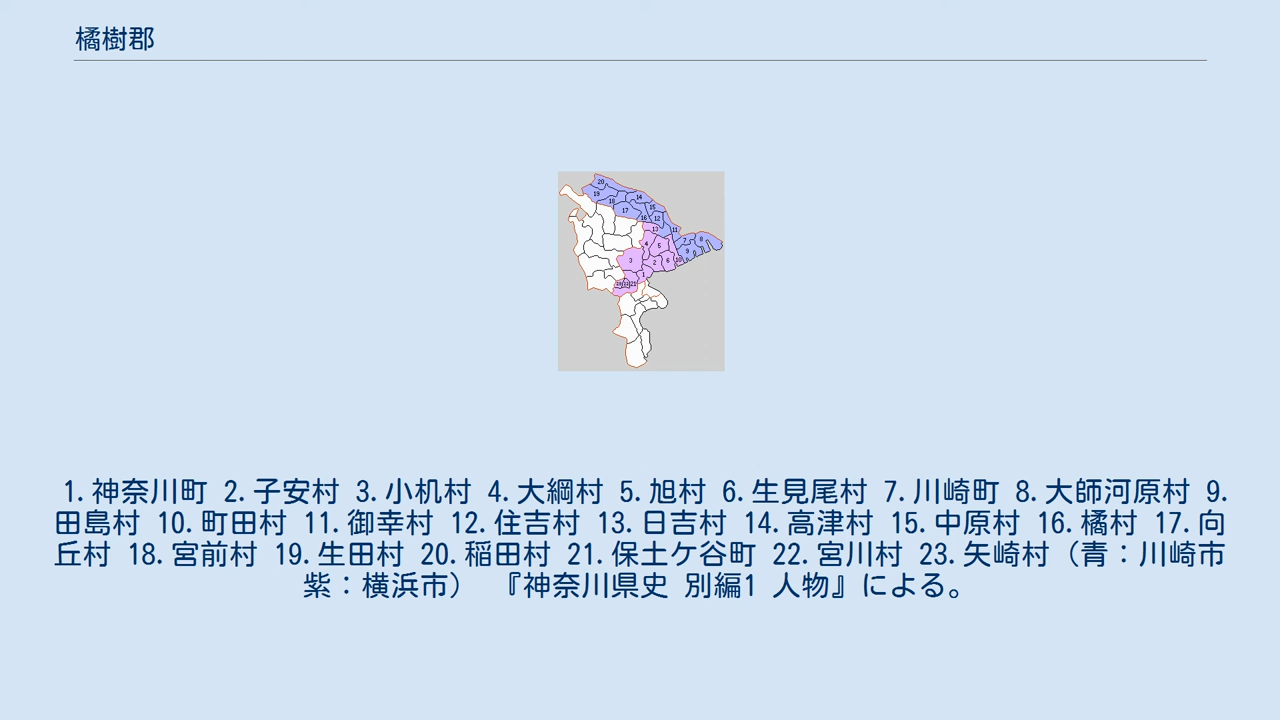 橘樹郡
1.神奈川町 2.子安村 3.小机村 4.大綱村 5.旭村 6.生見尾村 7.川崎町 8.大師河原村 9.
田島村 10.町田村 11.御幸村 12.住吉村 13.日吉村 14.高津村 15.中原村 16.橘村 17.向
丘村 18.宮前村 19.生田村 20.稲田村 21.保土ケ谷町 22.宮川村 23.矢崎村（青：川崎市
紫：横浜市） 『神奈川県史 別編1 人物』による。